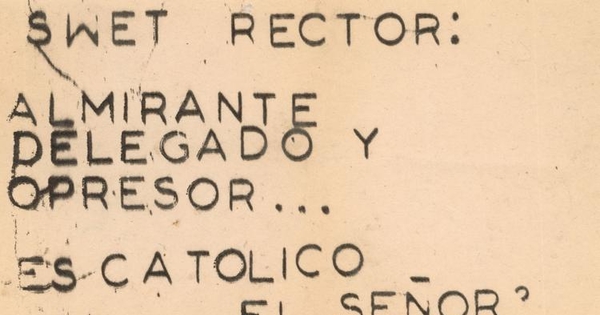 SWET RECTOR:
ALMIRANTE
DELEGADO Y
OPRESOR...
ES CATOLICO
EL SEÑOR?